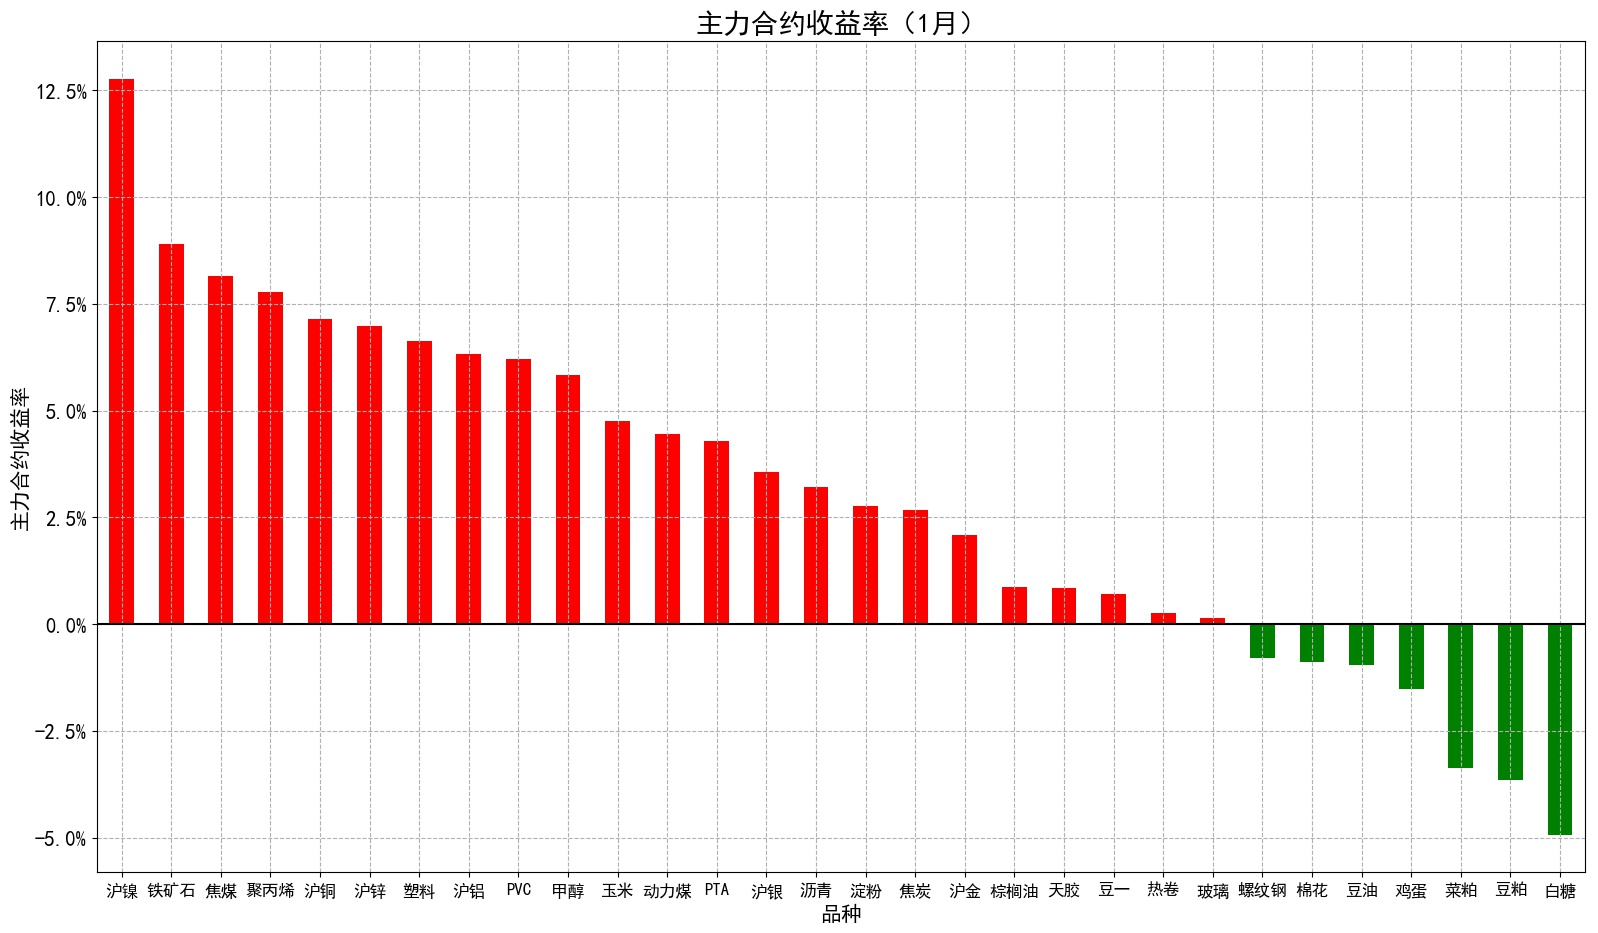 主力合约收益率（1月）
主力合约收益率
12.5%
10.0%
7.5%
5.0%
2.5%
0.0%
−2.5%
−5.0%
沪镍 铁矿石 焦煤 聚丙烯 沪铜 沪锌 塑料 沪铝 PVC 甲醇 玉米 动力煤 PTA 沪银 沥青 淀粉 焦炭 沪金 棕榈油 天胶 豆一 热卷 玻璃 螺纹钢 棉花 豆油 鸡蛋 菜粕 豆粕 白糖
品种